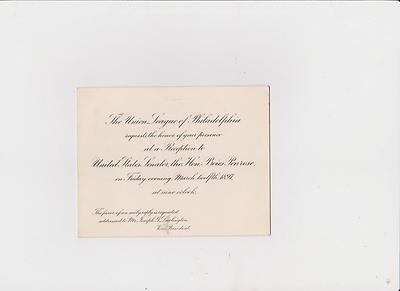 The Union League of Philadelphia
requests the honor of your presence
at a Reception to
United States Senator, the Hon. Boies Penrose,
on Friday evening, March twelfth, 1897,
at nine o'clock.
The favor of an early reply is requested
addressed to Mr. Joseph G. Darlington,
Vice President.